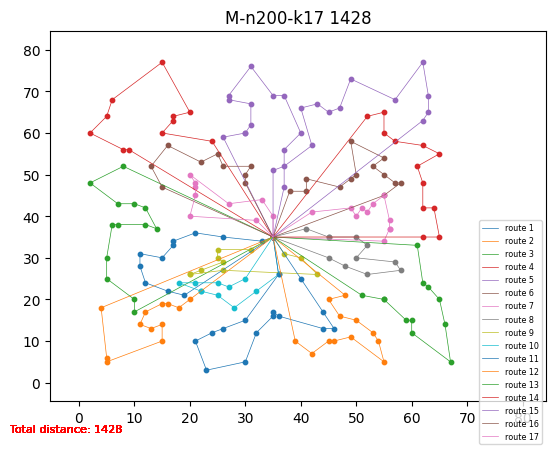 M-n200-k17 1428
80
70
60
50
40
30
20
10
0
0 10 20 30 40 50 60 70 80
route 1
route 2
route 3
route 4
route 5
route 6
route 7
route 8
route 9
route 10
route 11
route 12
route 13
route 14
route 15
route 16
route 17
Total distance: 1428